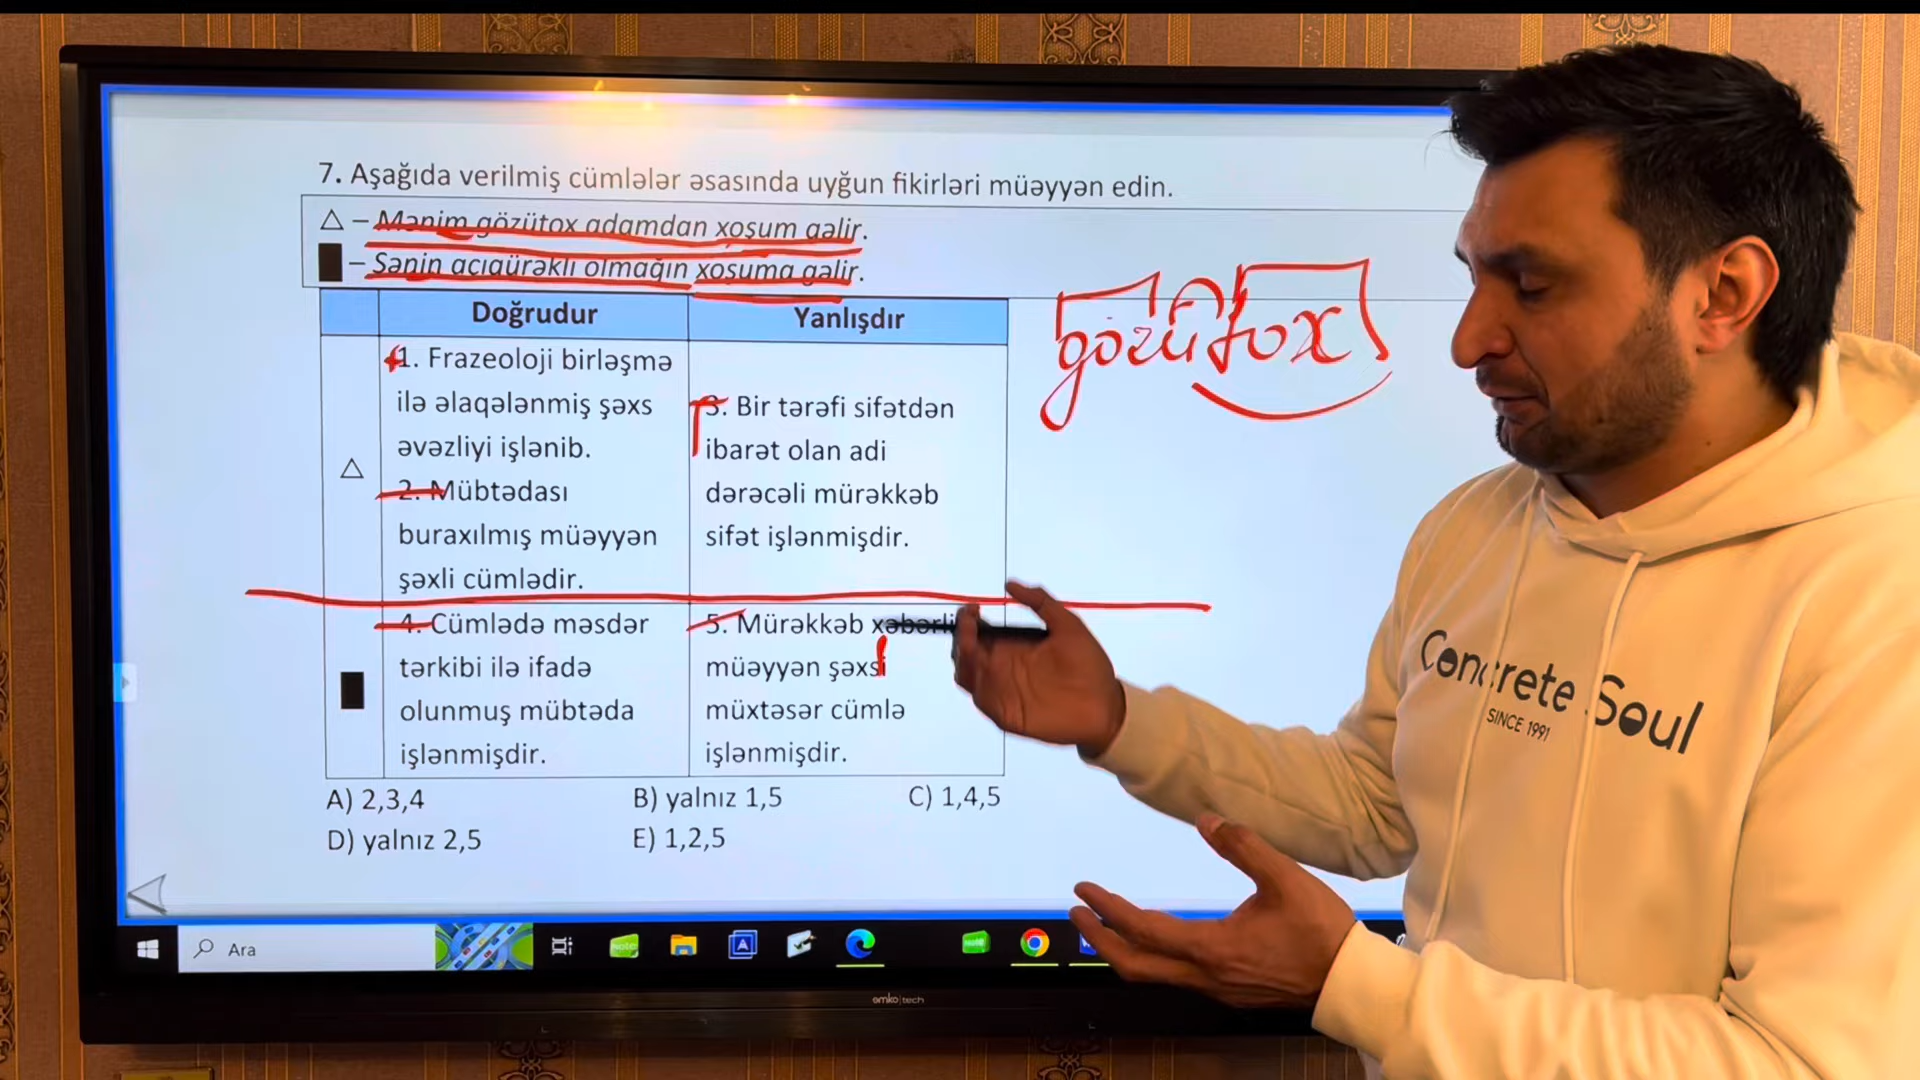 7. Aşağıda verilmiş cümlələr əsasında uyğun fikirləri müəyyən edin.
△ – Mənim gözütox adamdan xoşum gəlir.
– Sənin açıqürəkli olmağın xoşuma gəlir.
Doğrudur
Yanlışdır
△
1. Frazeoloji birləşmə
ilə əlaqələnmiş şəxs
əvəzliyi işlənib.
2. Mübtədası
buraxılmış müəyyən
şəxli cümlədir.
3. Bir tərəfi sifətdən
ibarət olan adi
dərəcəli mürəkkəb
sifət işlənmişdir.
4. Cümlədə məsdər
tərkibi ilə ifadə
olunmuş mübtəda
işlənmişdir.
5. Mürəkkəb xəbərli
müəyyən şəxsi
müxtəsər cümlə
işlənmişdir.
A) 2,3,4 B) yalnız 1,5 C) 1,4,5
D) yalnız 2,5 E) 1,2,5
gözütox
Concrete Soul
SINCE 1991
Ara
omko|tech